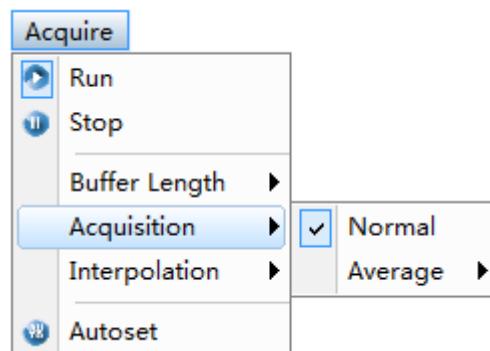 Acquire
Run
Stop
Buffer Length
Acquisition
Interpolation
Autoset
Normal
Average